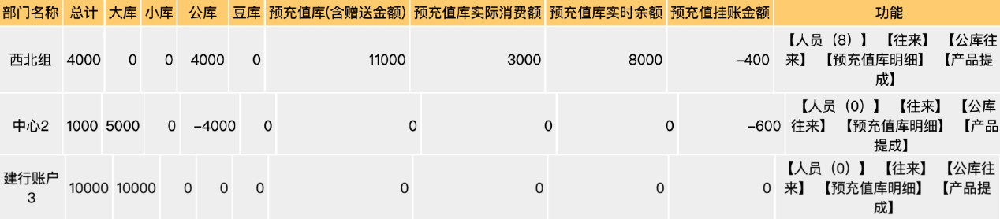 部门名称 总计 大库 小库 公库 豆库 预充值库(含赠送金额) 预充值库实际消费额 预充值库实时余额 预充值挂账金额 功能
西北组 4000 0 0 4000 0 11000 3000 8000 -400 【人员（8）】 【往来】 【公库往
来】 【预充值库明细】 【产品提
成】
中心2 1000 5000 0 -4000 0 0 0 0 -600 【人员（0）】 【往来】 【公库
往来】 【预充值库明细】 【产品
提成】
建行账户
3 10000 10000 0 0 0 0 0 0 0 【人员（0）】 【往来】 【公库往
来】 【预充值库明细】 【产品提
成】